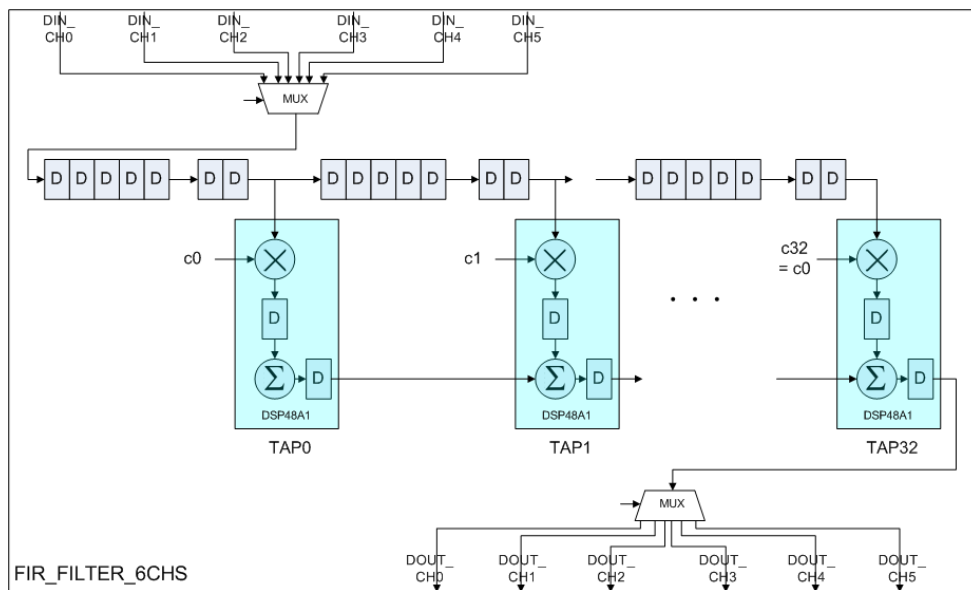 DIN_ DIN_ DIN_ DIN_ DIN_ DIN_
CH0 CH1 CH2 CH3 CH4 CH5
MUX
D D D D D D D D D D D D D D D D D D D D D
c0 c1 c32
= c0
D D D
. . .
Σ D Σ D Σ D
DSP48A1 DSP48A1 DSP48A1
TAP0 TAP1 TAP32
MUX
DOUT_ DOUT_ DOUT_ DOUT_ DOUT_ DOUT_
CH0 CH1 CH2 CH3 CH4 CH5
FIR_FILTER_6CHS